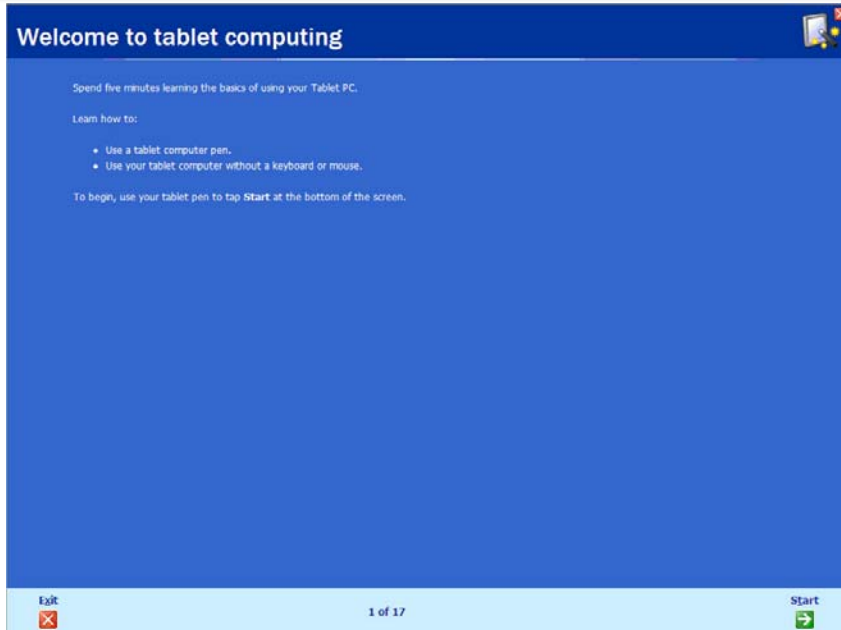 Welcome to tablet computing
Spend five minutes learning the basics of using your Tablet PC.
Learn how to:
• Use a tablet computer pen.
• Use your tablet computer without a keyboard or mouse.
To begin, use your tablet pen to tap Start at the bottom of the screen.
Exit
1 of 17
Start